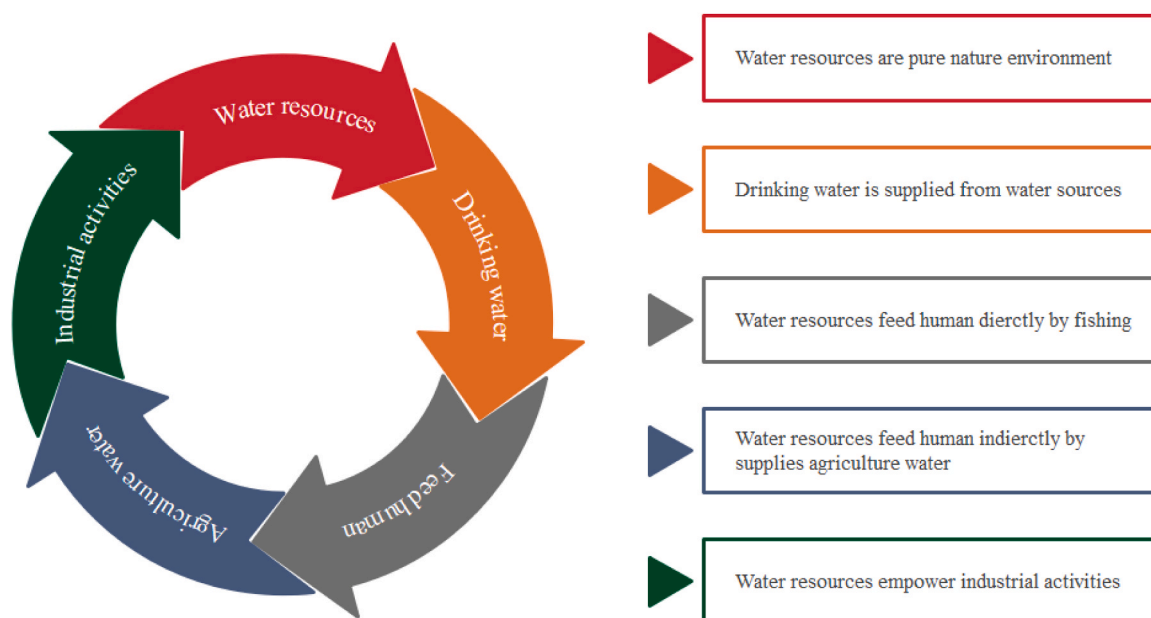 Water resources
Drinking water
Feed human
Agriculture water
Industrial activities
Water resources are pure nature environment
Drinking water is supplied from water sources
Water resources feed human dierctly by fishing
Water resources feed human indierctly by
supplies agriculture water
Water resources empower industrial activities